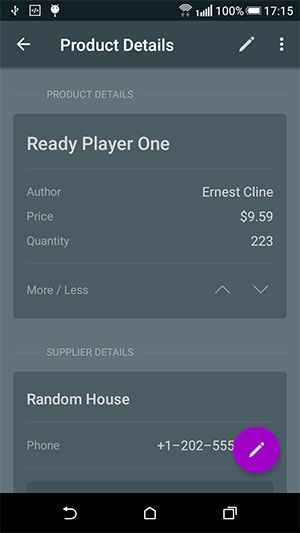 100% 17:15
Product Details
PRODUCT DETAILS
Ready Player One
Author Ernest Cline
Price $9.59
Quantity 223
More / Less
SUPPLIER DETAILS
Random House
Phone +1-202-555